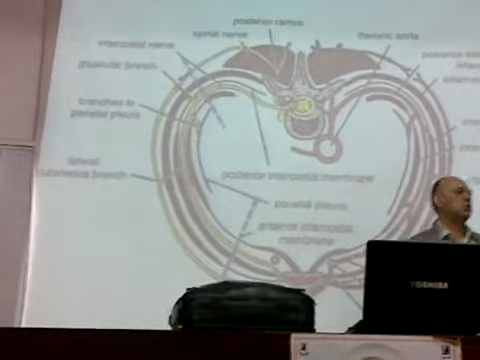 posterior ramus
spinal nerve
thoracic aorta
intercostal nerve
muscular branch
branches to
parietal pleura
lateral
cutaneous branch
posterior intercostal membrane
parietal pleura
anterior intercostal
membrane
TOSHIBA